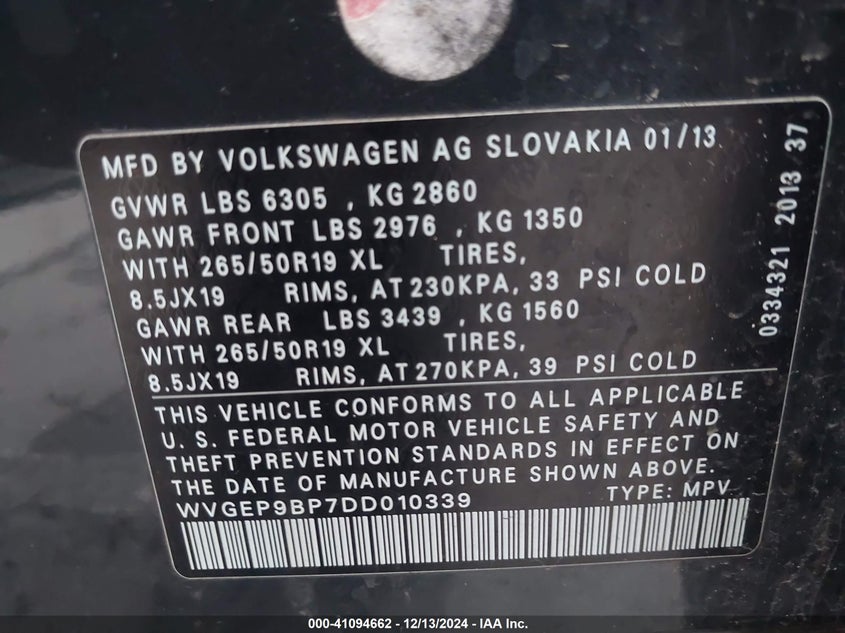 MFD BY VOLKSWAGEN AG SLOVAKIA 01/13
GVWR LBS 6305 , KG 2860
GAWR FRONT LBS 2976 , KG 1350
WITH 265/50R19 XL TIRES,
8.5JX19 RIMS, AT 230KPA, 33 PSI COLD
GAWR REAR LBS 3439 , KG 1560
WITH 265/50R19 XL TIRES,
8.5JX19 RIMS, AT 270KPA, 39 PSI COLD
THIS VEHICLE CONFORMS TO ALL APPLICABLE
U. S. FEDERAL MOTOR VEHICLE SAFETY AND
THEFT PREVENTION STANDARDS IN EFFECT ON
THE DATE OF MANUFACTURE SHOWN ABOVE.
WVGEP9BP7DD010339 TYPE: MPV
0334321 2013 37
000-41094662 - 12/13/2024 - IAA Inc.